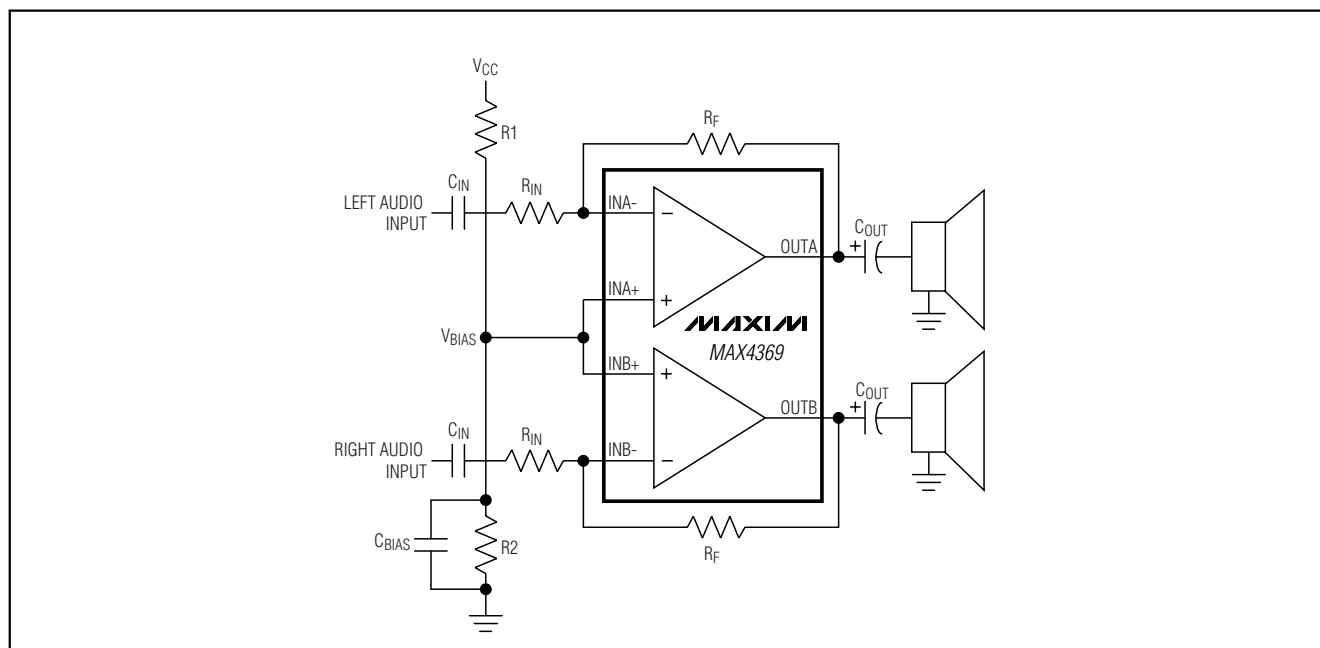 VCC
R1
RF
CIN
RIN
LEFT AUDIO
INPUT
INA-
−
OUTA
COUT
+
INA+
+
MAXIM
MAX4369
VBIAS
INB+
+
OUTB
COUT
+
CIN
RIN
RIGHT AUDIO
INPUT
INB-
−
CBIAS
R2
RF